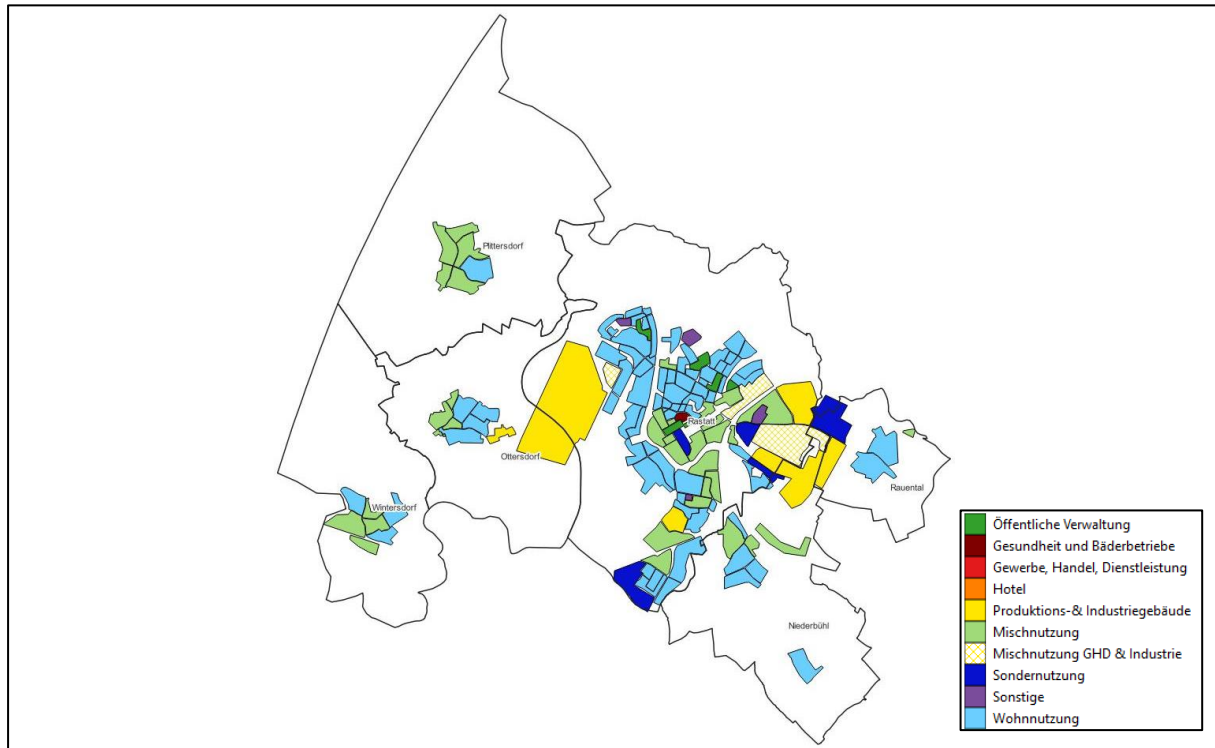 Plittersdorf
Rastatt
Ottersdorf
Rauental
Wintersdorf
Niederbühl
Öffentliche Verwaltung
Gesundheit und Bäderbetriebe
Gewerbe, Handel, Dienstleistung
Hotel
Produktions-& Industriegebäude
Mischnutzung
Mischnutzung GHD & Industrie
Sondernutzung
Sonstige
Wohnnutzung